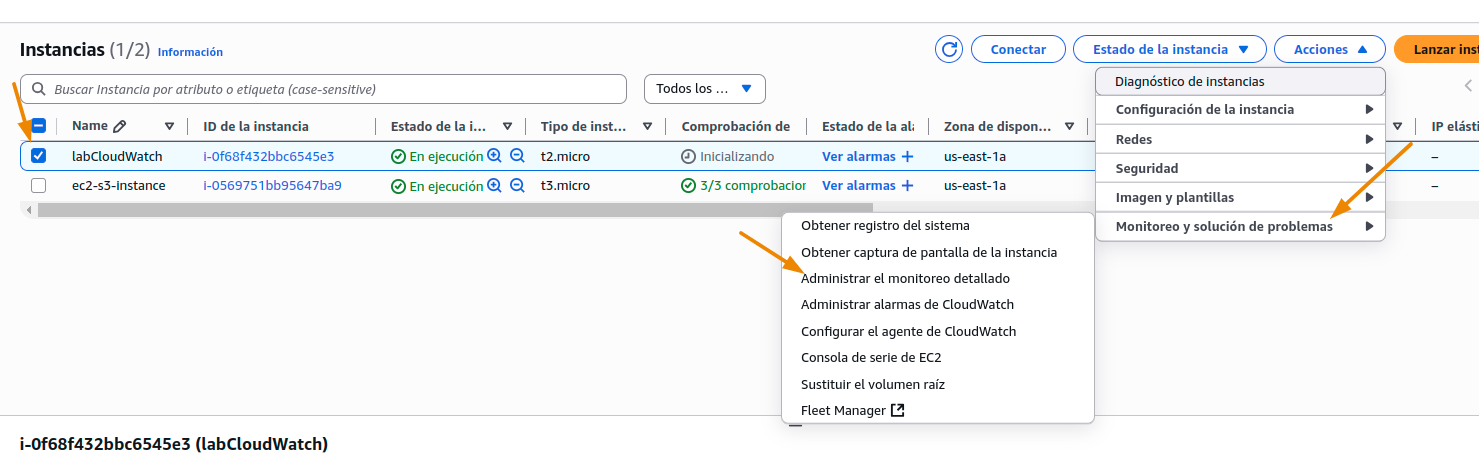 Instancias (1/2) Información
Conectar
Estado de la instancia
Acciones
Lanzar inst
Buscar Instancia por atributo o etiqueta (case-sensitive)
Todos los ...
Diagnóstico de instancias
Configuración de la instancia
Redes
Seguridad
Imagen y plantillas
Monitoreo y solución de problemas
Name ID de la instancia Estado de la i... Tipo de inst... Comprobación de Estado de la ala Zona de dispon... IP elásti
labCloudWatch i-0f68f432bbc6545e3 En ejecución t2.micro Inicializando Ver alarmas + us-east-1a –
ec2-s3-instance i-0569751bb95647ba9 En ejecución t3.micro 3/3 comprobacior Ver alarmas + us-east-1a –
Obtener registro del sistema
Obtener captura de pantalla de la instancia
Administrar el monitoreo detallado
Administrar alarmas de CloudWatch
Configurar el agente de CloudWatch
Consola de serie de EC2
Sustituir el volumen raíz
Fleet Manager
i-0f68f432bbc6545e3 (labCloudWatch)